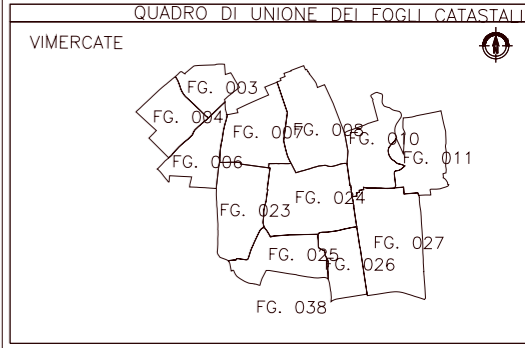 QUADRO DI UNIONE DEI FOGLI CATASTALI
VIMERCATE
FG. 003
FG. 004
FG. 007
FG. 008
FG. 010
FG. 006
FG. 011
FG. 023
FG. 024
FG. 025
FG. 026
FG. 027
FG. 038